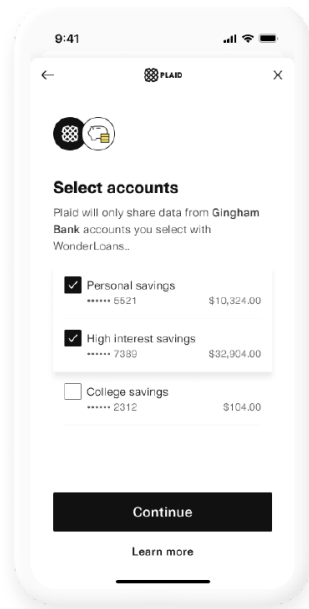 9:41
PLAID
Select accounts
Plaid will only share data from Gingham
Bank accounts you select with
WonderLoans..
Personal savings
•••••• 5521 $10,324.00
High interest savings
•••••• 7389 $32,904.00
College savings
•••••• 2312 $104.00
Continue
Learn more